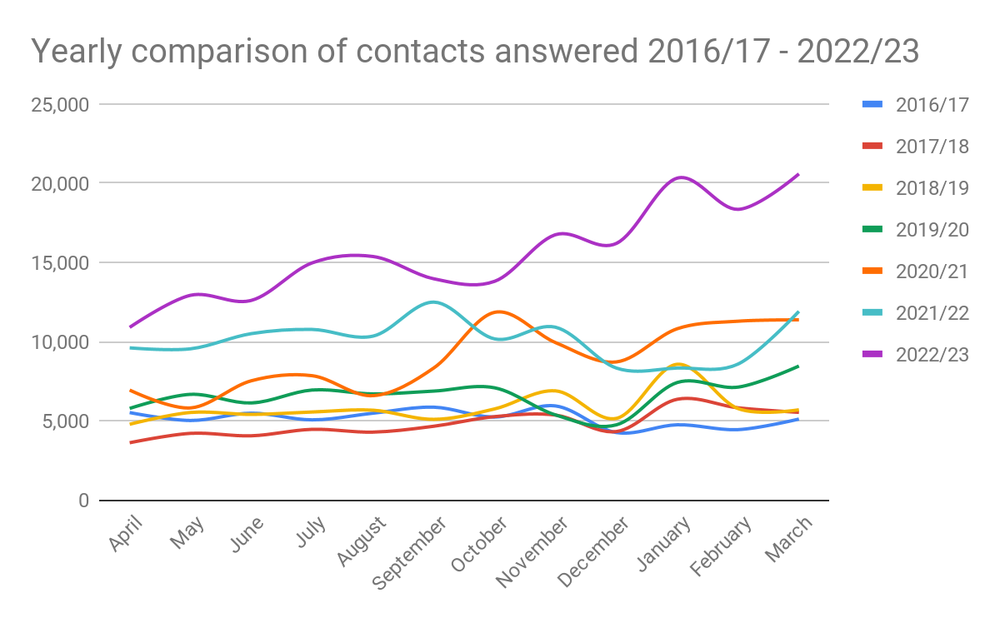 Yearly comparison of contacts answered 2016/17 - 2022/23
25,000
20,000
15,000
10,000
5,000
0
April
May
June
July
August
September
October
November
December
January
February
March
2016/17
2017/18
2018/19
2019/20
2020/21
2021/22
2022/23